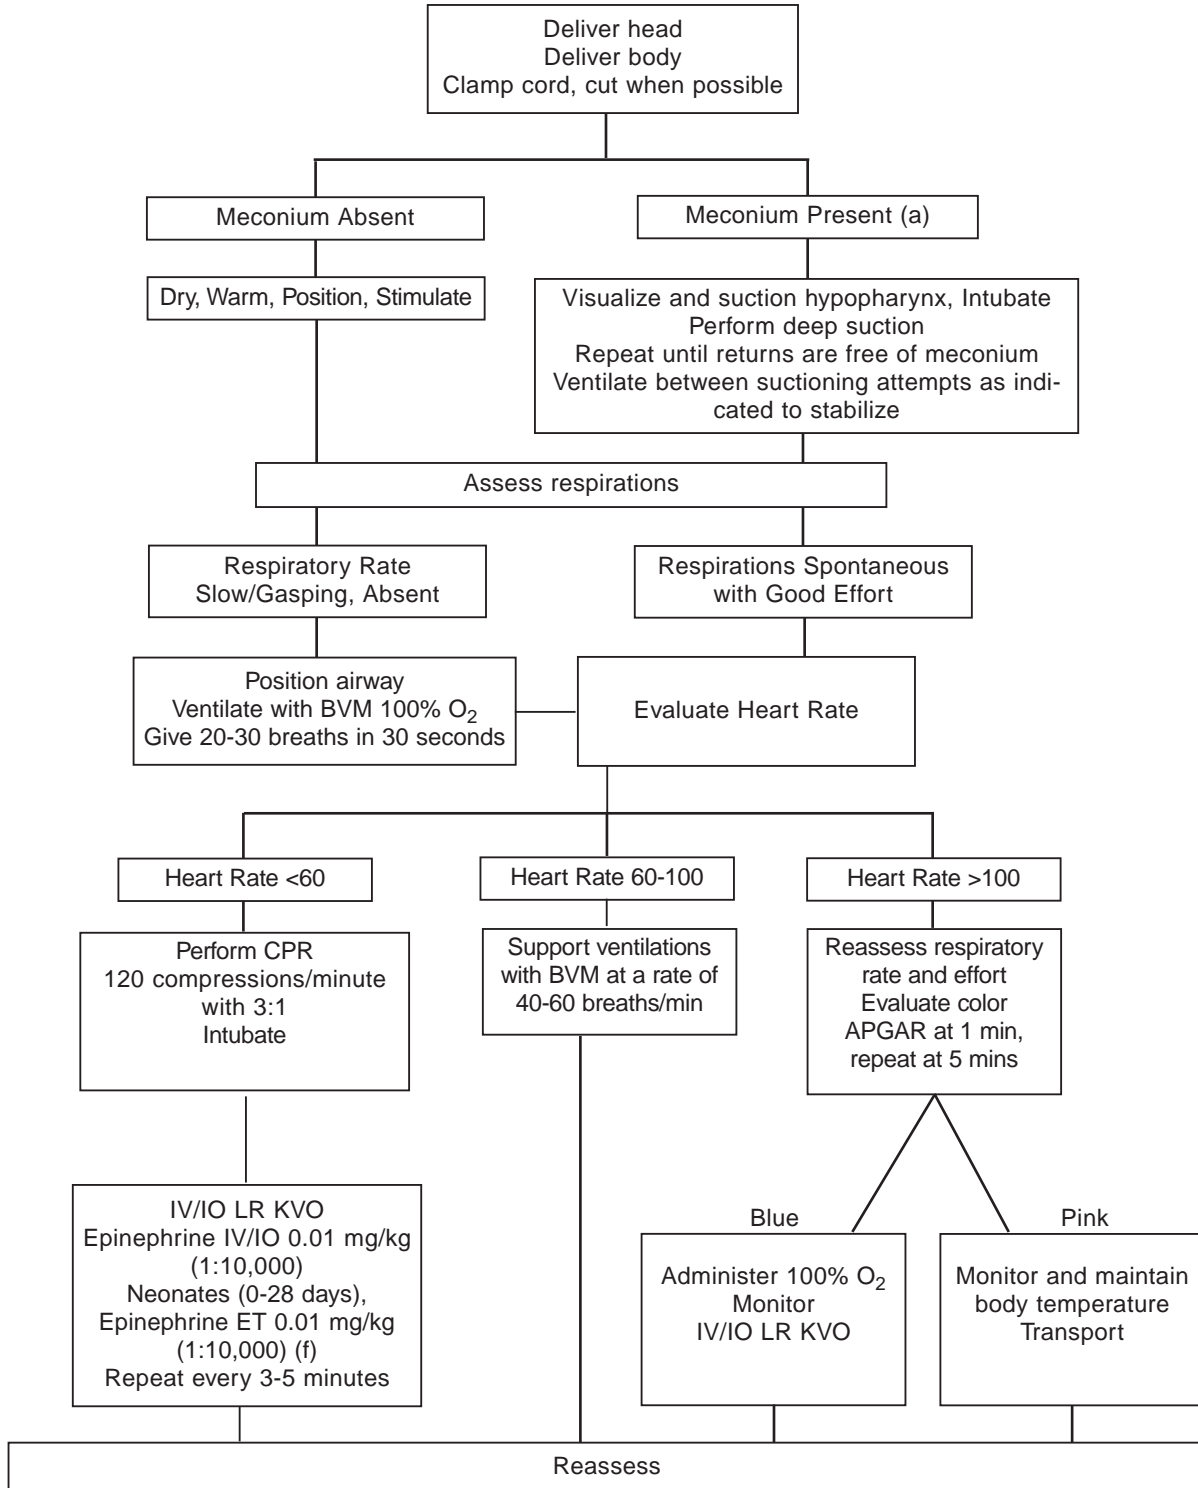 Deliver head
Deliver body
Clamp cord, cut when possible
Meconium Absent
Meconium Present (a)
Dry, Warm, Position, Stimulate
Visualize and suction hypopharynx, Intubate
Perform deep suction
Repeat until returns are free of meconium
Ventilate between suctioning attempts as indi-
cated to stabilize
Assess respirations
Respiratory Rate
Slow/Gasping, Absent
Respirations Spontaneous
with Good Effort
Position airway
Ventilate with BVM 100% O₂
Give 20-30 breaths in 30 seconds
Evaluate Heart Rate
Heart Rate <60
Heart Rate 60-100
Heart Rate >100
Perform CPR
120 compressions/minute
with 3:1
Intubate
Support ventilations
with BVM at a rate of
40-60 breaths/min
Reassess respiratory
rate and effort
Evaluate color
APGAR at 1 min,
repeat at 5 mins
IV/IO LR KVO
Epinephrine IV/IO 0.01 mg/kg
(1:10,000)
Neonates (0-28 days),
Epinephrine ET 0.01 mg/kg
(1:10,000) (f)
Repeat every 3-5 minutes
Blue
Administer 100% O₂
Monitor
IV/IO LR KVO
Pink
Monitor and maintain
body temperature
Transport
Reassess